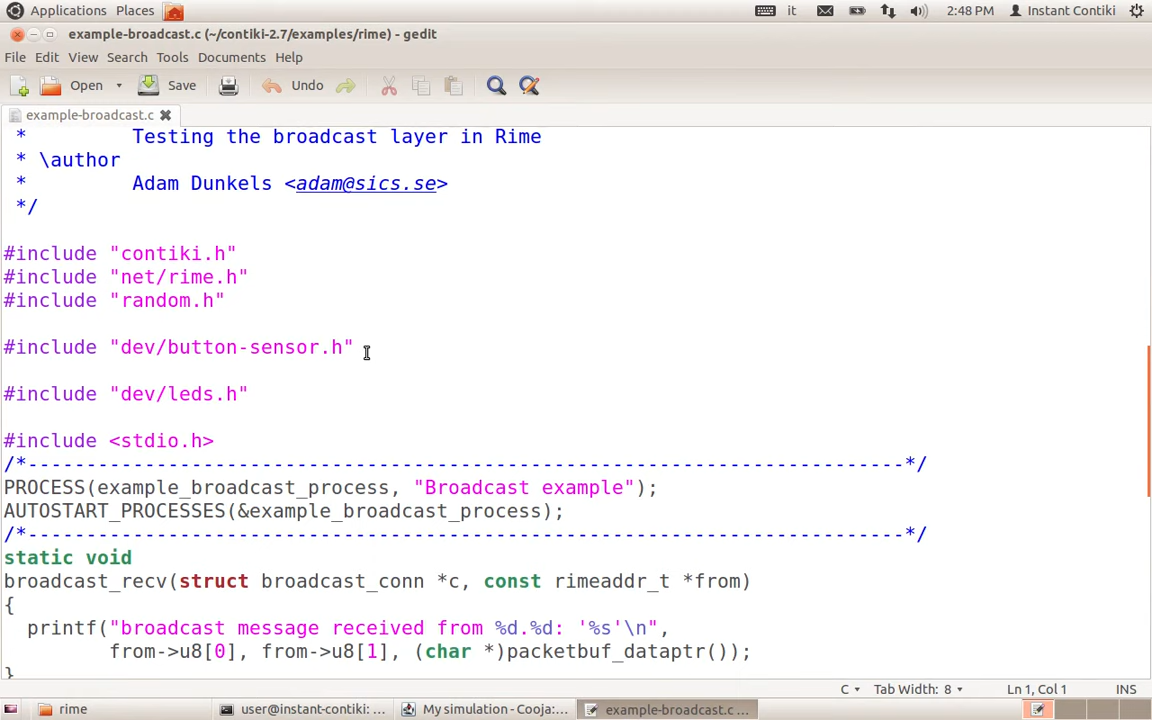 Applications Places it 2:48 PM Instant Contiki
example-broadcast.c (~/contiki-2.7/examples/rime) - gedit
File Edit View Search Tools Documents Help
Open Save Undo
example-broadcast.c
* Testing the broadcast layer in Rime
* \author
* Adam Dunkels <adam@sics.se>
*/
#include "contiki.h"
#include "net/rime.h"
#include "random.h"
#include "dev/button-sensor.h"
#include "dev/leds.h"
#include <stdio.h>
/*---------------------------------------------------------------------------*/
PROCESS(example_broadcast_process, "Broadcast example");
AUTOSTART_PROCESSES(&example_broadcast_process);
/*---------------------------------------------------------------------------*/
static void
broadcast_recv(struct broadcast_conn *c, const rimeaddr_t *from)
{
printf("broadcast message received from %d.%d: '%s'\n",
from->u8[0], from->u8[1], (char *)packetbuf_dataptr());
}
C Tab Width: 8 Ln 1, Col 1 INS
rime user@instant-contiki: ... My simulation - Cooja:... example-broadcast.c ...